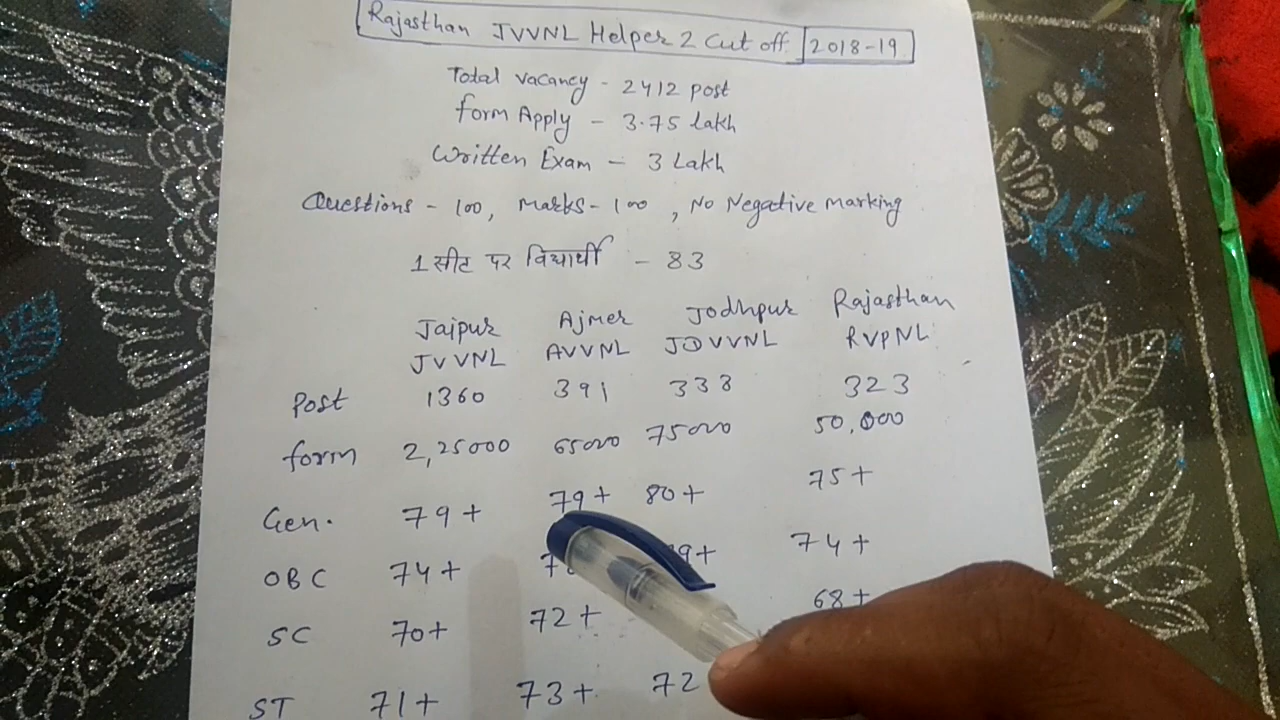 Rajasthan JVVNL Helper 2 Cut off. 2018-19
Total vacancy - 2412 post
form Apply - 3.75 lakh
Written Exam - 3 Lakh
Questions - 100, Marks - 100, No Negative marking
1 सीट पर विद्यार्थी - 83
Jaipur Ajmer Jodhpur Rajasthan
JVVNL AVVNL JDVVNL RVPNL
Post 1360 391 338 323
form 2,25000 65000 75000 50,000
Gen. 79+ 79+ 80+ 75+
OBC 74+ 74+
SC 70+ 72+ 68+
ST 71+ 73+ 72